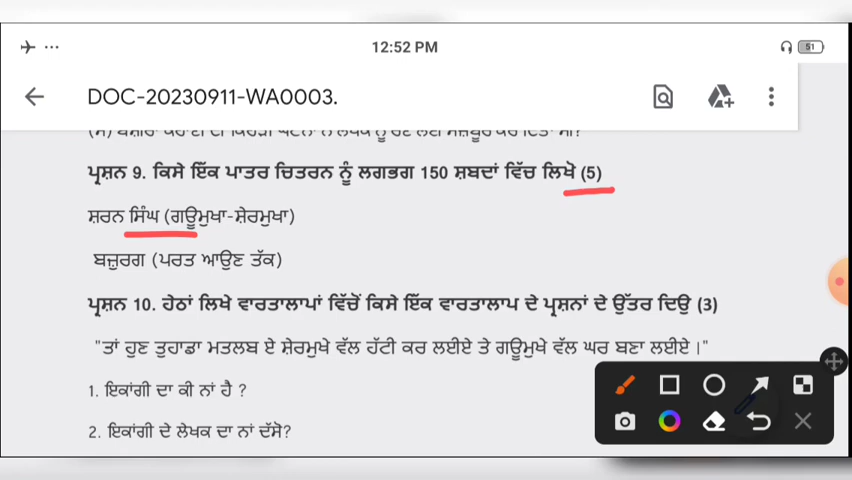 12:52 PM
51
DOC-20230911-WA0003.
ਪ੍ਰਸ਼ਨ 9. ਕਿਸੇ ਇੱਕ ਪਾਤਰ ਚਿਤਰਨ ਨੂੰ ਲਗਭਗ 150 ਸ਼ਬਦਾਂ ਵਿੱਚ ਲਿਖੋ (5)
ਸ਼ਰਨ ਸਿੰਘ (ਗਊਮੁਖਾ-ਸ਼ੇਰਮੁਖਾ)
ਬਜ਼ੁਰਗ (ਪਰਤ ਆਉਣ ਤੱਕ)
ਪ੍ਰਸ਼ਨ 10. ਹੇਠਾਂ ਲਿਖੇ ਵਾਰਤਾਲਾਪਾਂ ਵਿੱਚੋਂ ਕਿਸੇ ਇੱਕ ਵਾਰਤਾਲਾਪ ਦੇ ਪ੍ਰਸ਼ਨਾਂ ਦੇ ਉੱਤਰ ਦਿਉ (3)
"ਤਾਂ ਹੁਣ ਤੁਹਾਡਾ ਮਤਲਬ ਏ ਸ਼ੇਰਮੁਖੇ ਵੱਲ ਹੱਟੀ ਕਰ ਲਈਏ ਤੇ ਗਊਮੁਖੇ ਵੱਲ ਘਰ ਬਣਾ ਲਈਏ।"
1. ਇਕਾਂਗੀ ਦਾ ਕੀ ਨਾਂ ਹੈ ?
2. ਇਕਾਂਗੀ ਦੇ ਲੇਖਕ ਦਾ ਨਾਂ ਦੱਸੋ?